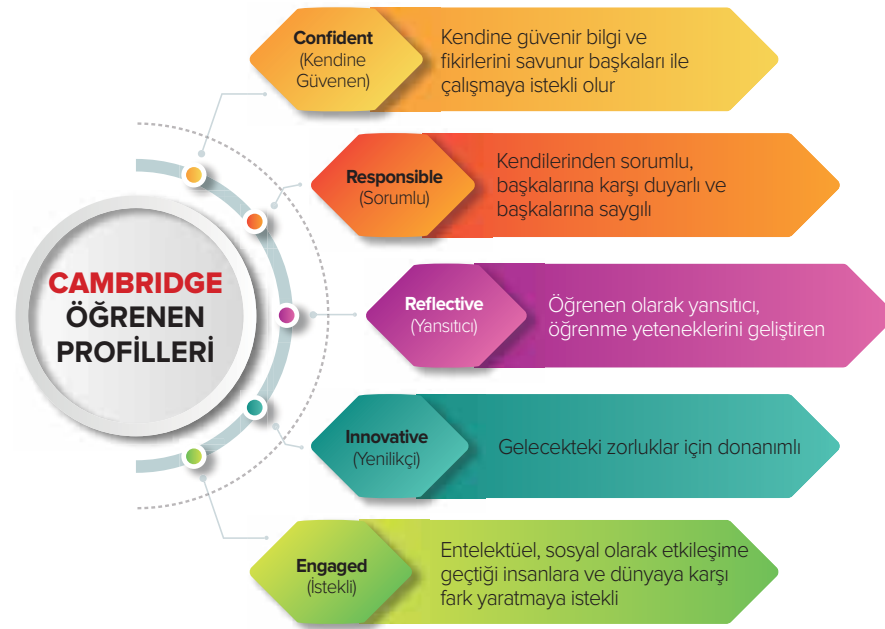 CAMBRIDGE
ÖĞRENEN
PROFİLLERİ
Confident
(Kendine
Güvenen)
Kendine güvenir bilgi ve
fikirlerini savunur başkaları ile
çalışmaya istekli olur
Responsible
(Sorumlu)
Kendilerinden sorumlu,
başkalarına karşı duyarlı ve
başkalarına saygılı
Reflective
(Yansıtıcı)
Öğrenen olarak yansıtıcı,
öğrenme yeteneklerini geliştiren
Innovative
(Yenilikçi)
Gelecekteki zorluklar için donanımlı
Engaged
(İstekli)
Entelektüel, sosyal olarak etkileşime
geçtiği insanlara ve dünyaya karşı
fark yaratmaya istekli